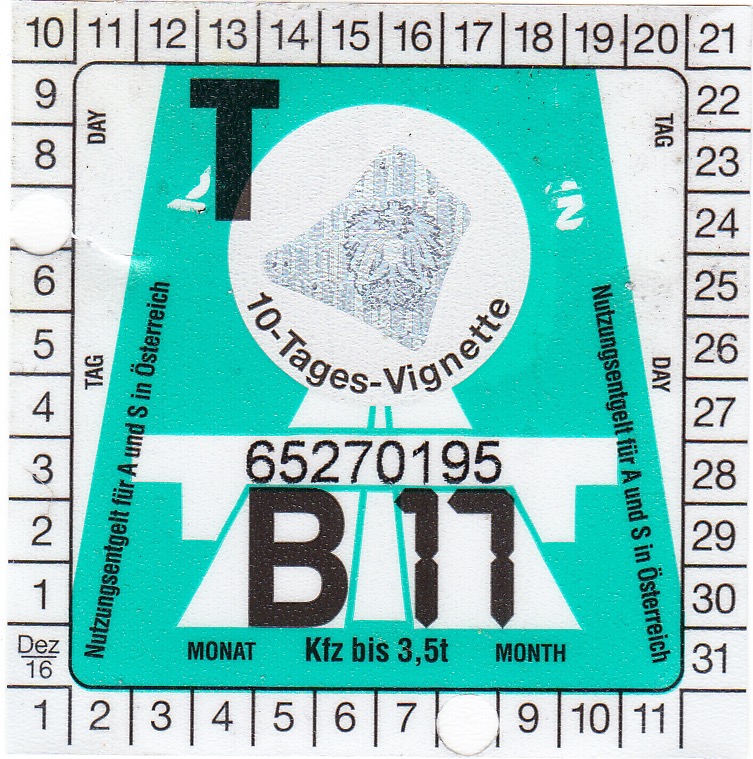 10 11 12 13 14 15 16 17 18 19 20 21
9
8
6
5
4
3
2
1
Dez
16
22
23
24
25
26
27
28
29
30
31
DAY
TAG
T
10-Tages-Vignette
TAG
DAY
Nutzungsentgelt für A und S in Österreich
Nutzungsentgelt für A und S in Österreich
65270195
B 17
MONAT Kfz bis 3,5t MONTH
1 2 3 4 5 6 7 9 10 11